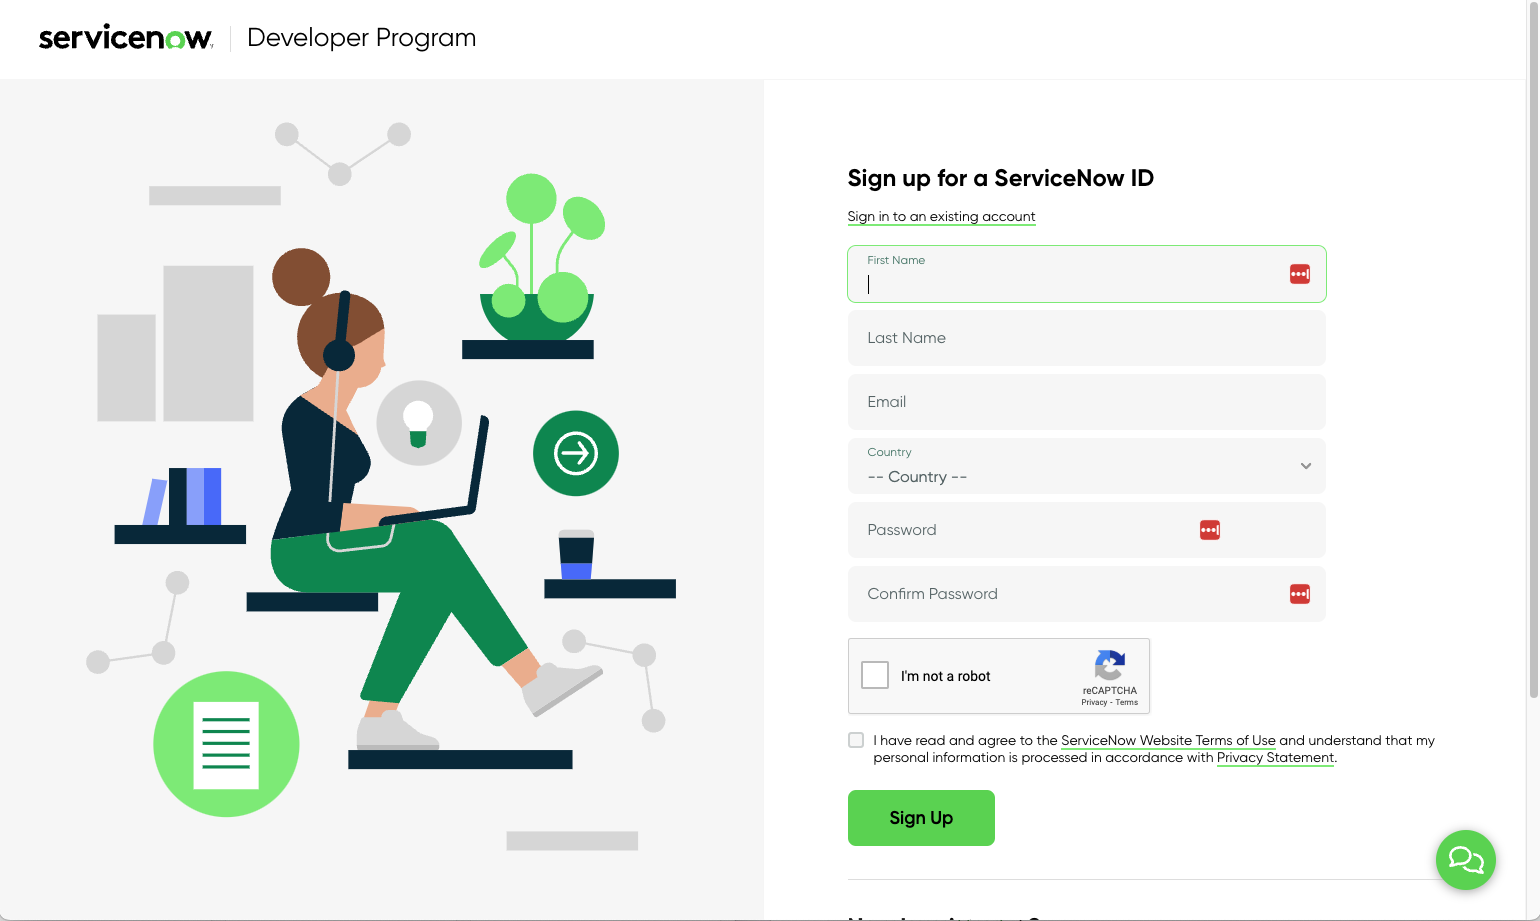 servicenow
Developer Program
Sign up for a ServiceNow ID
Sign in to an existing account
First Name
Last Name
Email
Country
-- Country --
Password
Confirm Password
I'm not a robot
reCAPTCHA
Privacy - Terms
I have read and agree to the ServiceNow Website Terms of Use and understand that my
personal information is processed in accordance with Privacy Statement.
Sign Up